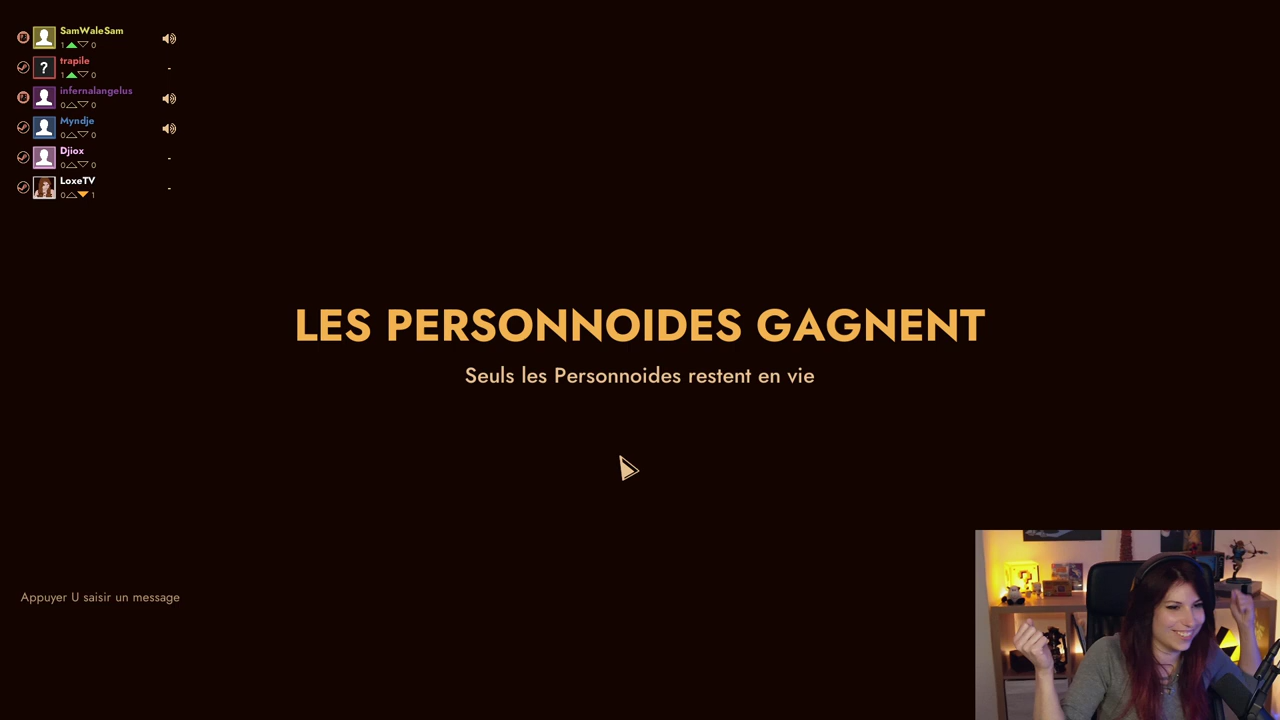 SamWaleSam
1 0
trapile
1 0
-
infernalangelus
0 0
Myndje
0 0
Djiox
0 0
-
LoxeTV
0 1
-
LES PERSONNOIDES GAGNENT
Seuls les Personnoides restent en vie
Appuyer U saisir un message